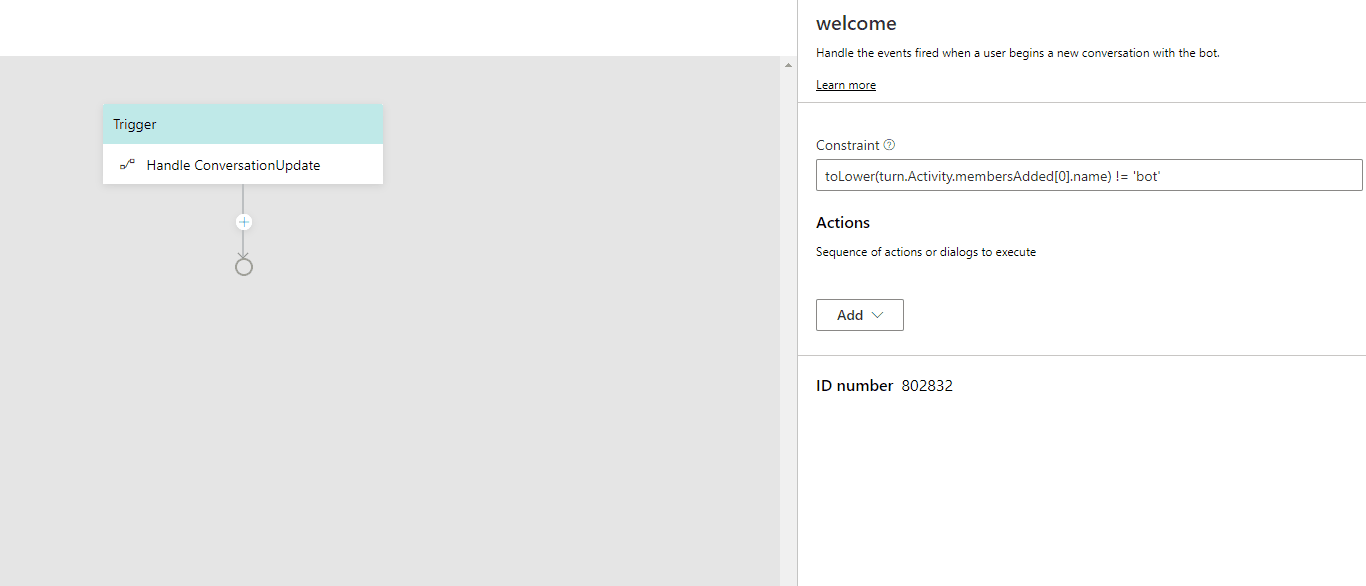 Trigger
Handle ConversationUpdate
welcome
Handle the events fired when a user begins a new conversation with the bot.
Learn more
Constraint
toLower(turn.Activity.membersAdded[0].name) != 'bot'
Actions
Sequence of actions or dialogs to execute
Add
ID number 802832